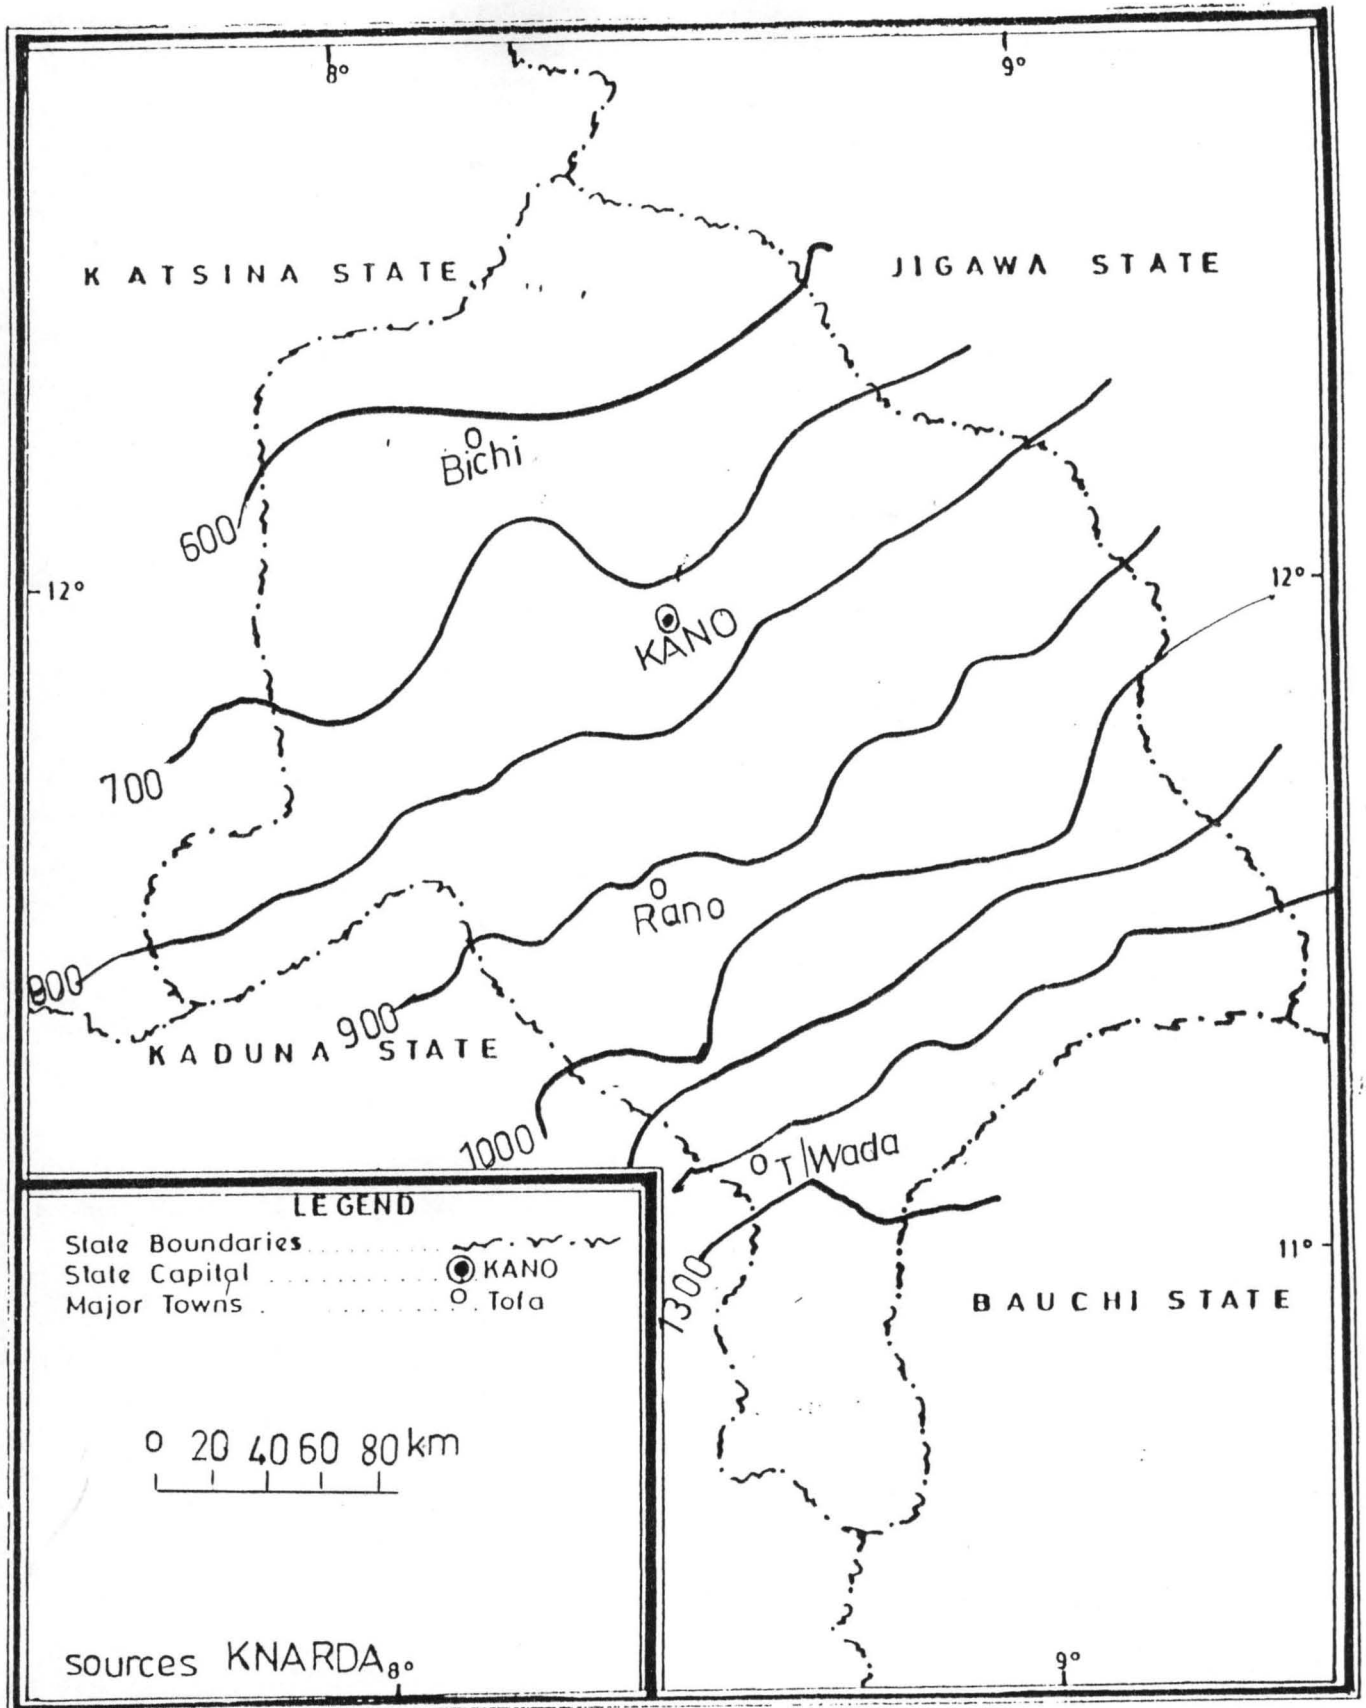 8° 9°
KATSINA STATE JIGAWA STATE
Bichi
600
12° 12°
KANO
700
Rano
800
900
KADUNA STATE
1000
T/Wada
LEGEND
State Boundaries
State Capital KANO
Major Towns Tofa
1300
11°
BAUCHI STATE
0 20 40 60 80 km
sources KNARDA
8° 9°